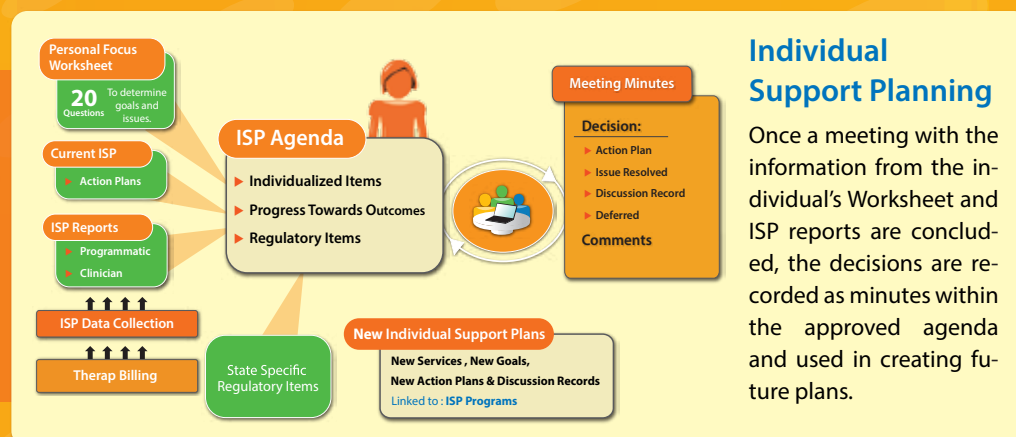 Personal Focus
Worksheet
20
Questions
To determine
goals and
issues.
Current ISP
Action Plans
ISP Reports
Programmatic
Clinician
ISP Data Collection
Therap Billing
ISP Agenda
Individualized Items
Progress Towards Outcomes
Regulatory Items
State Specific
Regulatory Items
Meeting Minutes
Decision:
Action Plan
Issue Resolved
Discussion Record
Deferred
Comments
New Individual Support Plans
New Services , New Goals,
New Action Plans & Discussion Records
Linked to : ISP Programs
Individual
Support Planning
Once a meeting with the
information from the in-
dividual’s Worksheet and
ISP reports are conclud-
ed, the decisions are re-
corded as minutes within
the approved agenda
and used in creating fu-
ture plans.